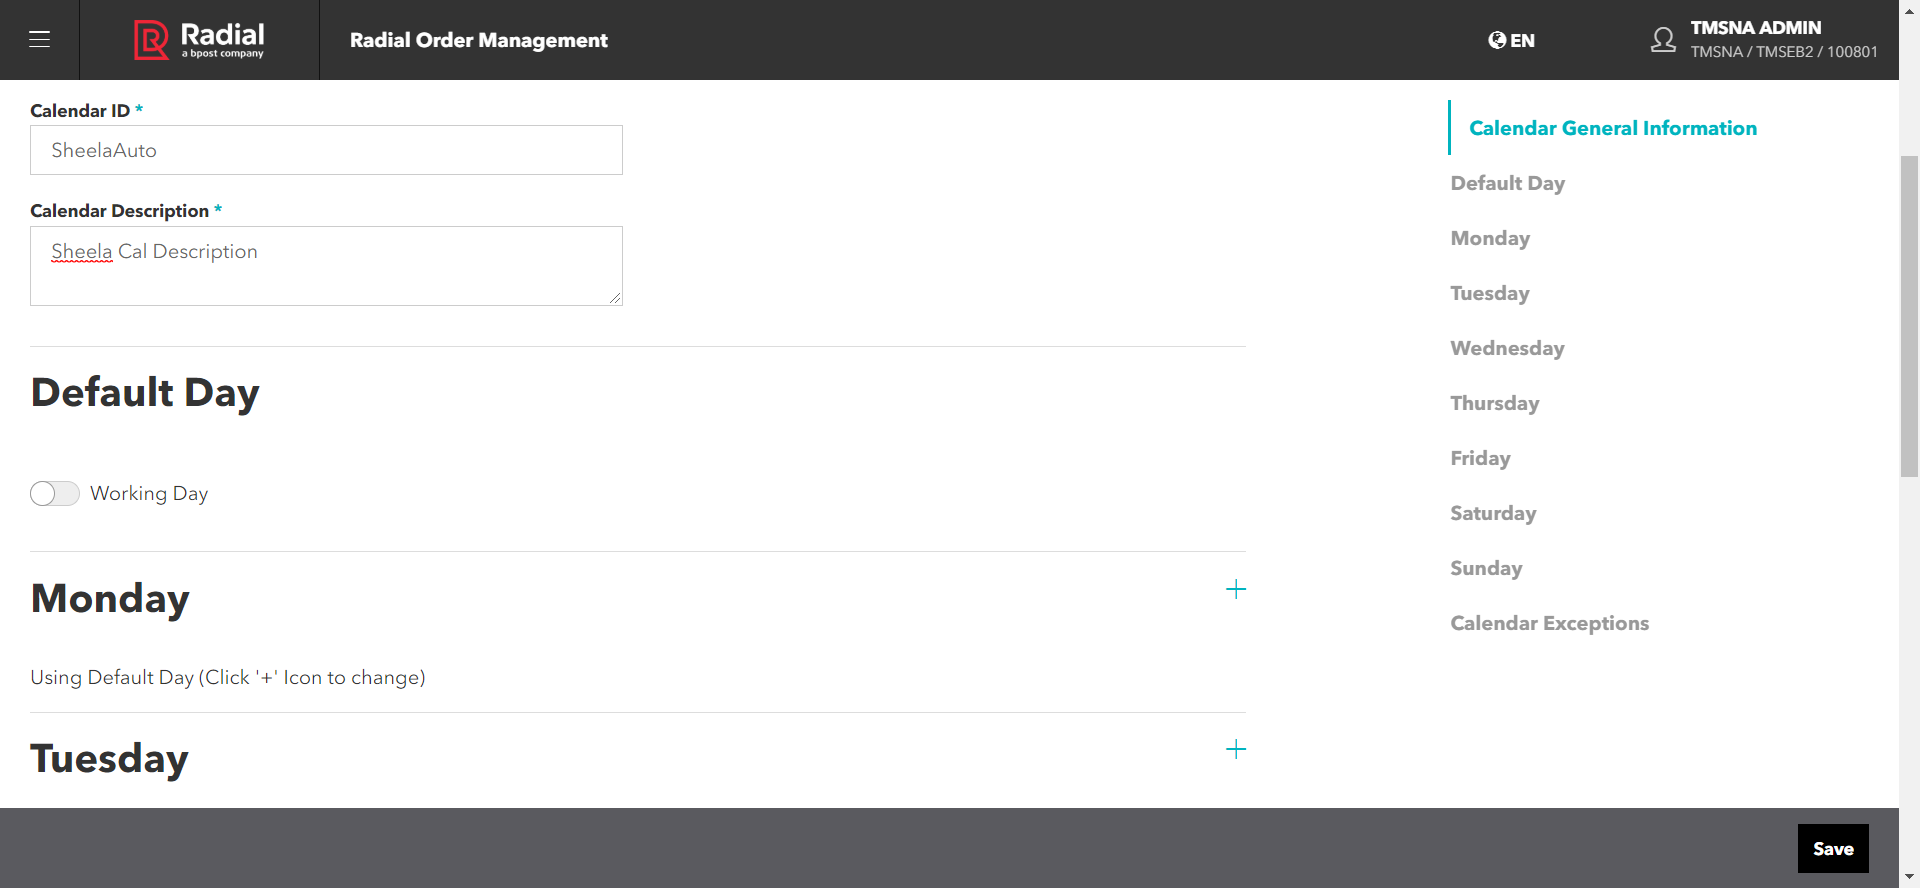 Radial
a bpost company
Radial Order Management
EN
TMSNA ADMIN
TMSNA / TMSEB2 / 100801
Calendar ID *
SheelaAuto
Calendar Description *
Sheela Cal Description
Default Day
Working Day
Monday
Using Default Day (Click '+' Icon to change)
Tuesday
Calendar General Information
Default Day
Monday
Tuesday
Wednesday
Thursday
Friday
Saturday
Sunday
Calendar Exceptions
Save